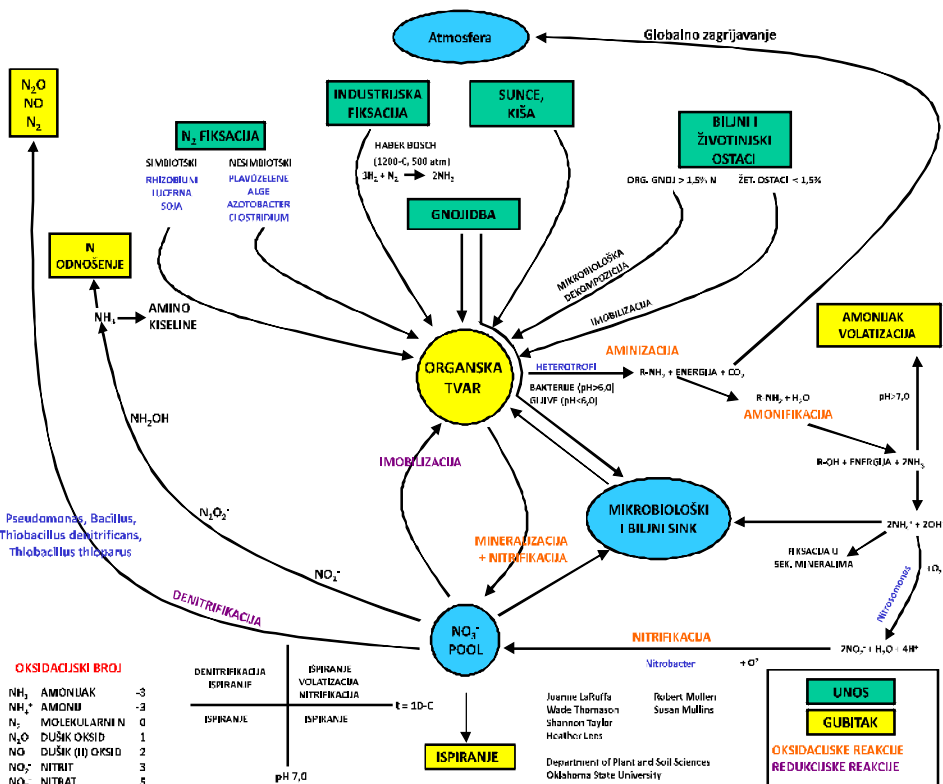 Atmosfera
Globalno zagrijavanje
N₂O
NO
N₂
INDUSTRIJSKA
FIKSACIJA
SUNCE,
KIŠA
BILJNI I
ŽIVOTINJSKI
OSTACI
N₂ FIKSACIJA
SIMBIOTSKI
RHIZOBIUM
LUCERNA
SOJA
NESIMBIOTSKI
PLAVOZELENE
ALGE
AZOTOBACTER
CLOSTRIDIUM
HABER BOSCH
(1200◦C, 500 atm)
3H₂ + N₂ 2NH₃
ORG. GNOJ > 1,5% N
ŽET. OSTACI < 1,5%
GNOJIDBA
N
ODNOŠENJE
NH₃
AMINO
KISELINE
MIKROBIOLOŠKA
DEKOMPOZICIJA
IMOBILIZACIJA
AMONIJAK
VOLATIZACIJA
ORGANSKA
TVAR
AMINIZACIJA
HETEROTROFI
R-NH₂ + ENERGIJA + CO₂
BAKTERIJE (pH>6,0)
GLJIVE (pH<6,0)
R-NH₂ + H₂O
AMONIFIKACIJA
pH>7,0
R-OH + ENERGIJA + 2NH₃
NH₂OH
IMOBILIZACIJA
N₂O₂⁻
Pseudomonas, Bacillus,
Thiobacillus denitrificans,
Thiobacillus thioparus
MIKROBIOLOŠKI
I BILJNI SINK
2NH₄⁺ + 2OH
MINERALIZACIJA
+ NITRIFIKACIJA
FIKSACIJA U
SEK. MINERALIMA
Nitrosomonas
+O₂
NO₂⁻
DENITRIFIKACIJA
NO₃⁻
POOL
NITRIFIKACIJA
2NO₂⁻ + H₂O + 4H⁺
Nitrobacter
+ O²
OKSIDACIJSKI BROJ
NH₃ AMONIJAK -3
NH₄⁺ AMONIJ -3
N₂ MOLEKULARNI N 0
N₂O DUŠIK OKSID 1
NO DUŠIK (II) OKSID 2
NO₂⁻ NITRIT 3
NO₃⁻ NITRAT 5
DENITRIFIKACIJA
ISPIRANJE
ISPIRANJE
VOLATIZACIJA
NITRIFIKACIJA
t = 10◦C
ISPIRANJE
ISPIRANJE
pH 7,0
ISPIRANJE
Joanne LaRuffa
Wade Thomason
Shannon Taylor
Heather Lees
Robert Mullen
Susan Mullins
Department of Plant and Soil Sciences
Oklahoma State University
UNOS
GUBITAK
OKSIDACIJSKE REAKCIJE
REDUKCIJSKE REAKCIJE